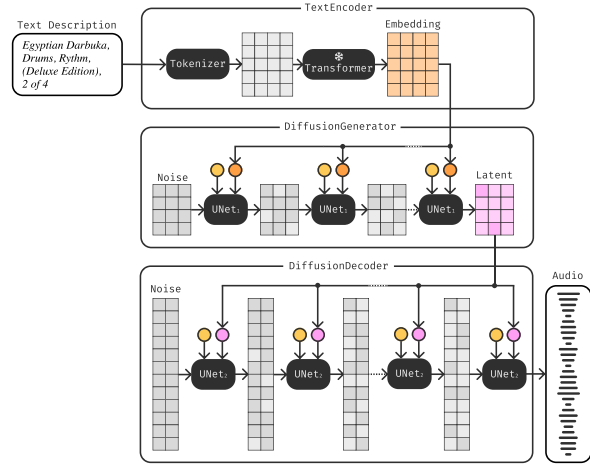 TextEncoder
Text Description
Egyptian Darbuka,
Drums, Rythm,
(Deluxe Edition),
2 of 4
Tokenizer
Transformer
Embedding
DiffusionGenerator
Noise
UNet₁
UNet₁
UNet₁
Latent
DiffusionDecoder
Noise
UNet₂
UNet₂
UNet₂
UNet₂
Audio